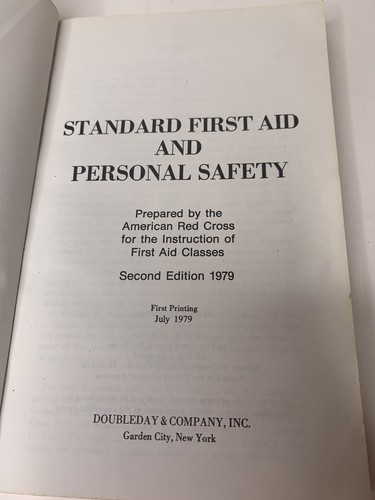 STANDARD FIRST AID
AND
PERSONAL SAFETY
Prepared by the
American Red Cross
for the Instruction of
First Aid Classes
Second Edition 1979
First Printing
July 1979
DOUBLEDAY & COMPANY, INC.
Garden City, New York